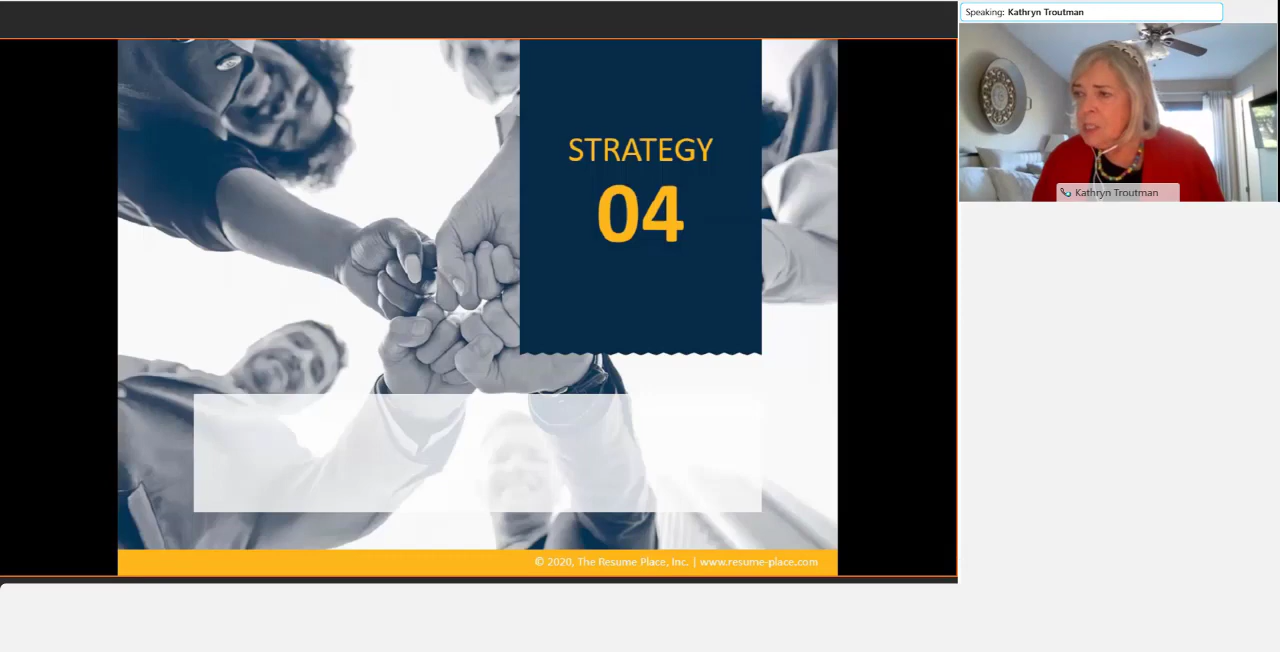 Speaking: Kathryn Troutman
STRATEGY
04
Kathryn Troutman
© 2020, The Resume Place, Inc. | www.resume-place.com